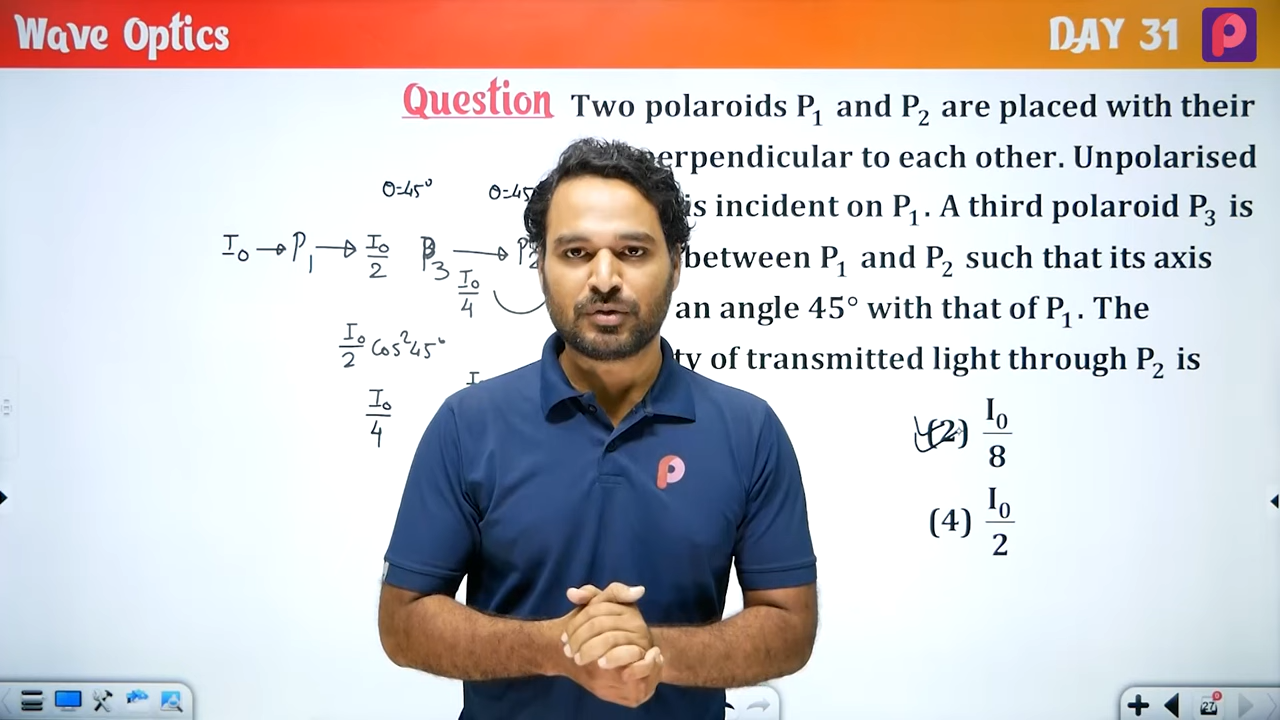 Wave Optics
DAY 31
Question Two polaroids P₁ and P₂ are placed with their
erpendicular to each other. Unpolarised
is incident on P₁. A third polaroid P₃ is
between P₁ and P₂ such that its axis
an angle 45° with that of P₁. The
ty of transmitted light through P₂ is
(2) I₀/8
(4) I₀/2
θ=45° θ=45
I₀ → P₁ → I₀/2 P₃ → P₂
I₀/4
I₀/2 cos²45°
I₀/4
27